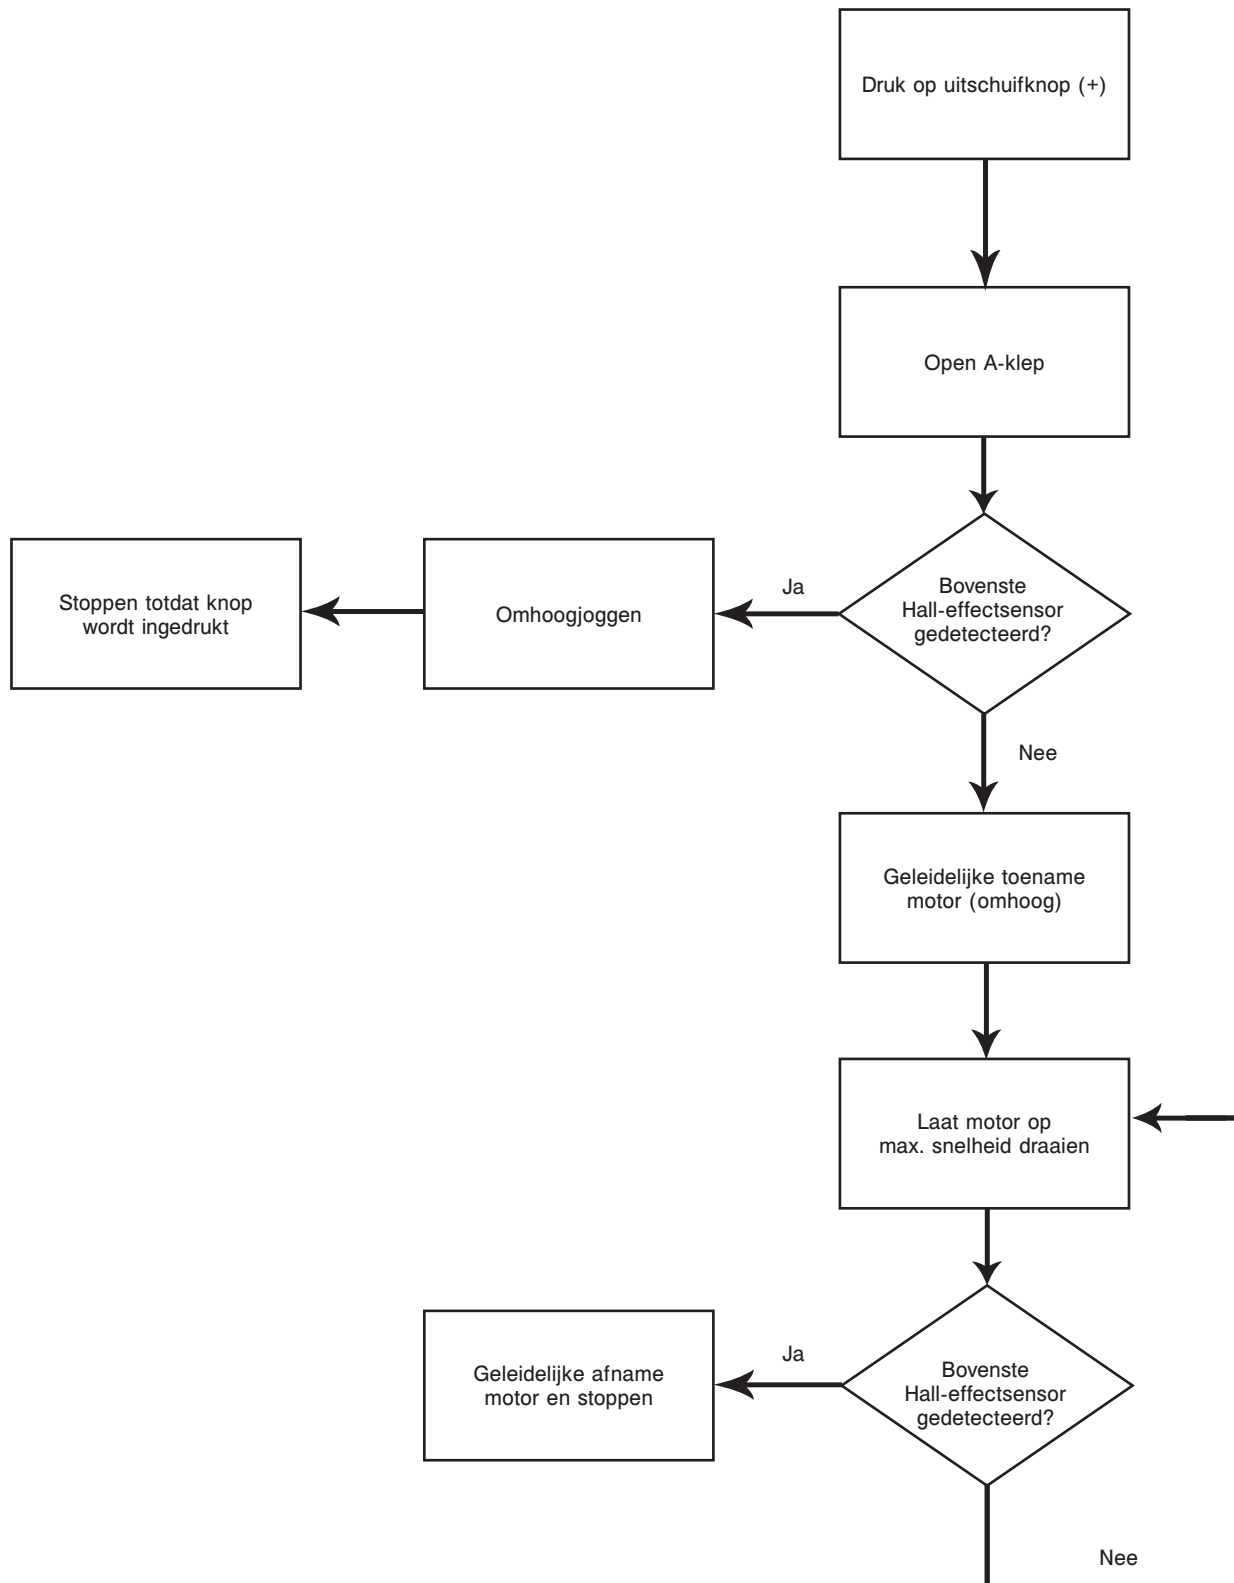 Druk op uitschuifknop (+)
Open A-klep
Bovenste
Hall-effectsensor
gedetecteerd?
Ja
Omhoogjoggen
Stoppen totdat knop
wordt ingedrukt
Nee
Geleidelijke toename
motor (omhoog)
Laat motor op
max. snelheid draaien
Bovenste
Hall-effectsensor
gedetecteerd?
Ja
Geleidelijke afname
motor en stoppen
Nee